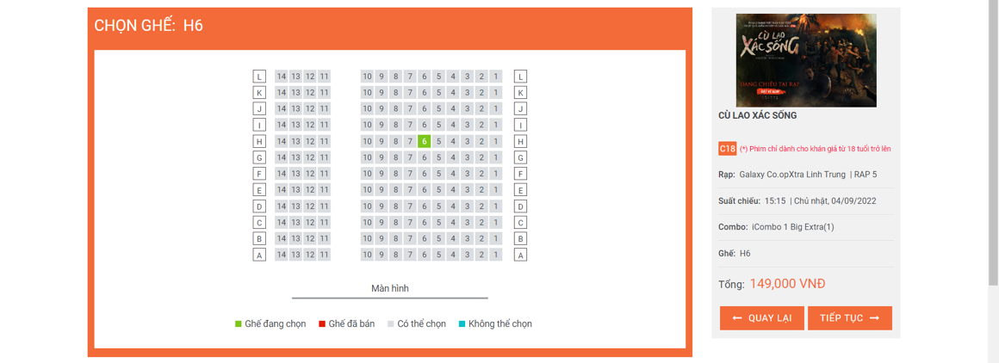 CHỌN GHẾ: H6
L 14 13 12 11 10 9 8 7 6 5 4 3 2 1 L
K 14 13 12 11 10 9 8 7 6 5 4 3 2 1 K
J 14 13 12 11 10 9 8 7 6 5 4 3 2 1 J
I 14 13 12 11 10 9 8 7 6 5 4 3 2 1 I
H 14 13 12 11 10 9 8 7 6 5 4 3 2 1 H
G 14 13 12 11 10 9 8 7 6 5 4 3 2 1 G
F 14 13 12 11 10 9 8 7 6 5 4 3 2 1 F
E 14 13 12 11 10 9 8 7 6 5 4 3 2 1 E
D 14 13 12 11 10 9 8 7 6 5 4 3 2 1 D
C 14 13 12 11 10 9 8 7 6 5 4 3 2 1 C
B 14 13 12 11 10 9 8 7 6 5 4 3 2 1 B
A 14 13 12 11 10 9 8 7 6 5 4 3 2 1 A
Màn hình
Ghế đang chọn Ghế đã bán Có thể chọn Không thể chọn
CÙ LAO
XÁC SỐNG
ĐANG CHIẾU TẠI RẠP
CÙ LAO XÁC SỐNG
C18 (*) Phim chỉ dành cho khán giả từ 18 tuổi trở lên
Rạp: Galaxy Co.opXtra Linh Trung | RAP 5
Suất chiếu: 15:15 | Chủ nhật, 04/09/2022
Combo: iCombo 1 Big Extra(1)
Ghế: H6
Tổng: 149,000 VNĐ
← QUAY LẠI TIẾP TỤC →